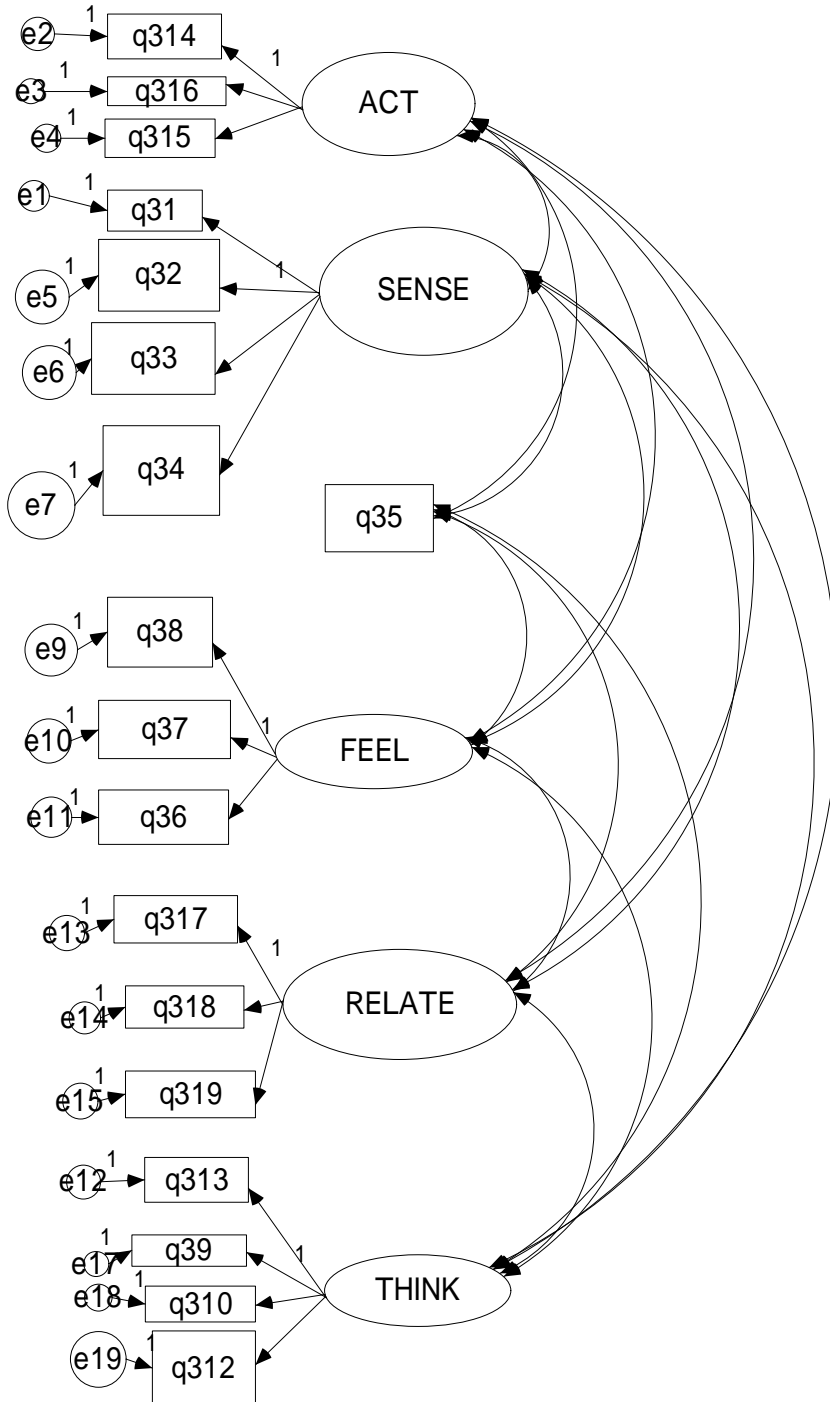 e2 1 q314 1
ACT
e3 1 q316
e4 1 q315
e1 1 q31
e5 1 q32 1
SENSE
e6 1 q33
e7 1 q34
q35
e9 1 q38
e10 1 q37 1
FEEL
e11 1 q36
e13 1 q317 1
RELATE
e14 1 q318
e15 1 q319
e12 1 q313
e17 1 q39 1
THINK
e18 1 q310
e19 1 q312